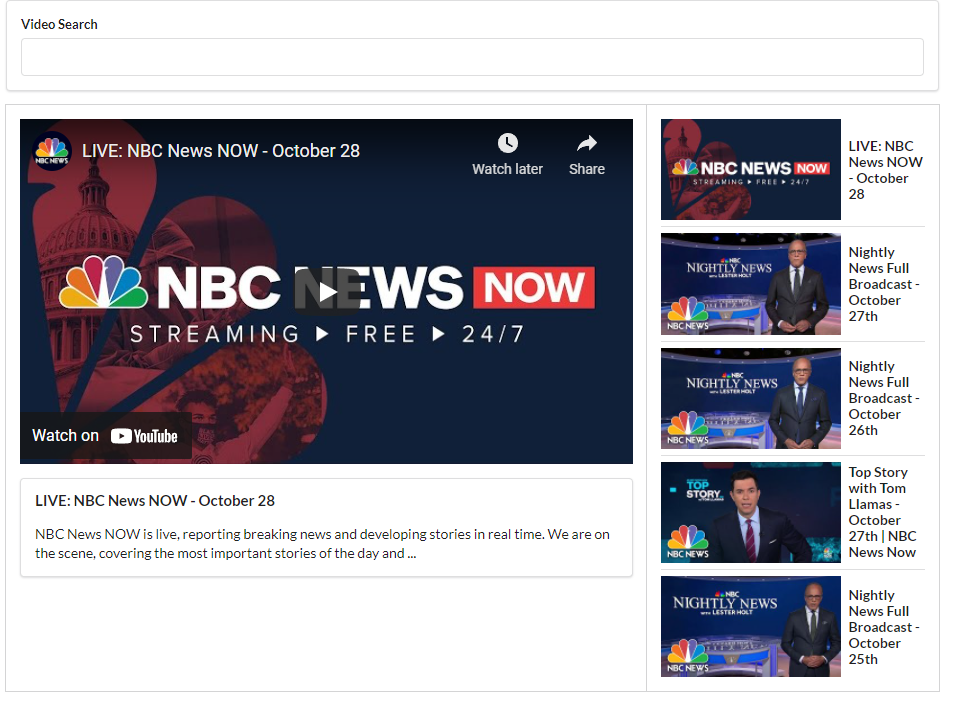 Video Search
LIVE: NBC News NOW - October 28
Watch later
Share
NBC NEWS
NBC NEWS NOW
STREAMING ▶ FREE ▶ 24/7
Watch on YouTube
LIVE: NBC News NOW - October 28
NBC News NOW is live, reporting breaking news and developing stories in real time. We are on
the scene, covering the most important stories of the day and ...
NBC NEWS NOW
STREAMING ▶ FREE ▶ 24/7
LIVE: NBC
News NOW
- October
28
NBC
NIGHTLY NEWS
WITH LESTER HOLT
NBC NEWS
Nightly
News Full
Broadcast -
October
27th
NBC
NIGHTLY NEWS
WITH LESTER HOLT
NBC NEWS
Nightly
News Full
Broadcast -
October
26th
TOP
STORY
NBC NEWS
Top Story
with Tom
Llamas -
October
27th | NBC
News Now
NBC
NIGHTLY NEWS
WITH LESTER HOLT
NBC NEWS
Nightly
News Full
Broadcast -
October
25th